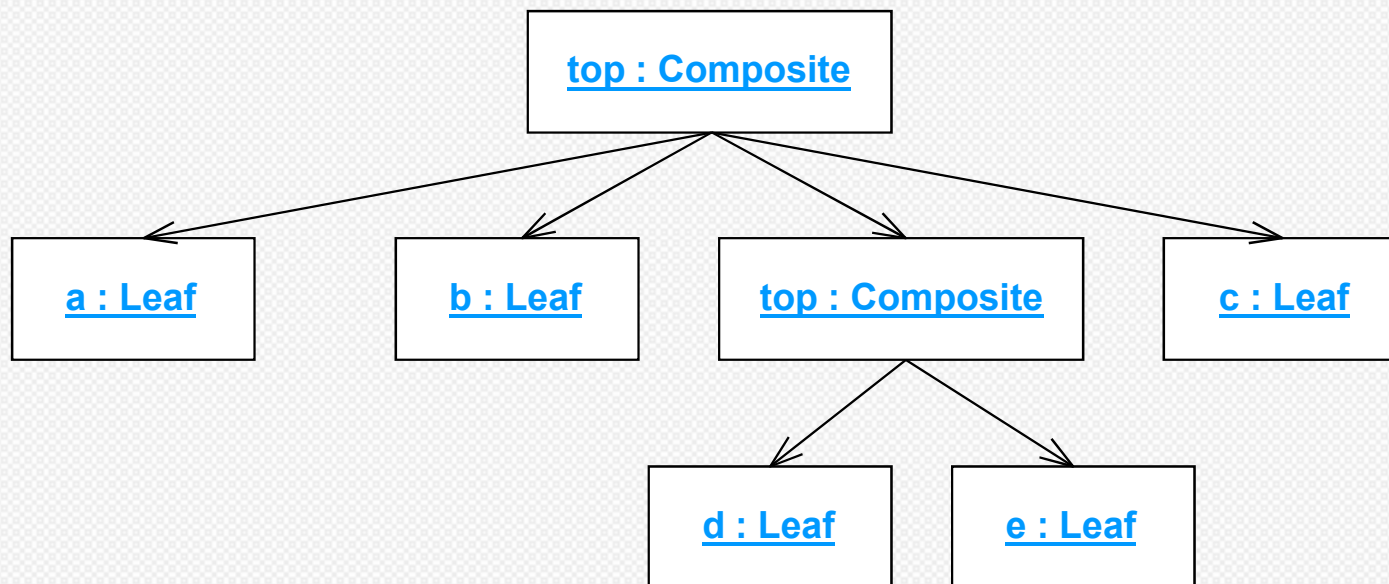 top : Composite
a : Leaf
b : Leaf
top : Composite
c : Leaf
d : Leaf
e : Leaf